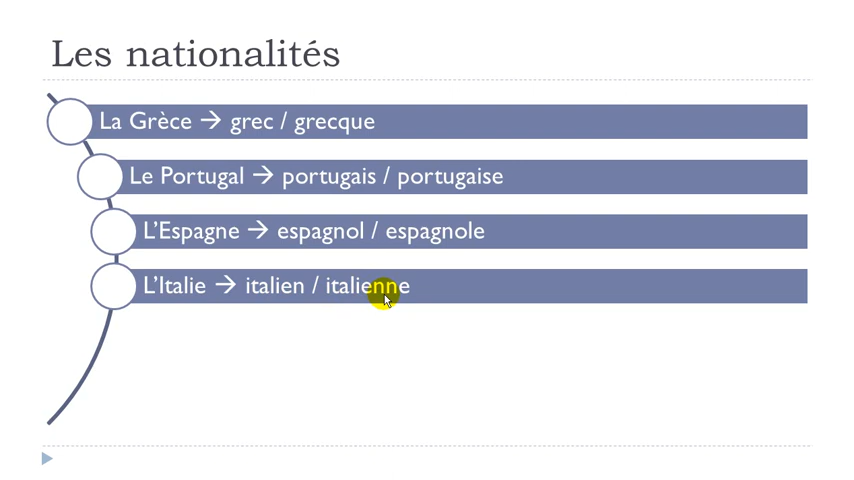 Les nationalités
La Grèce → grec / grecque
Le Portugal → portugais / portugaise
L’Espagne → espagnol / espagnole
L’Italie → italien / italienne